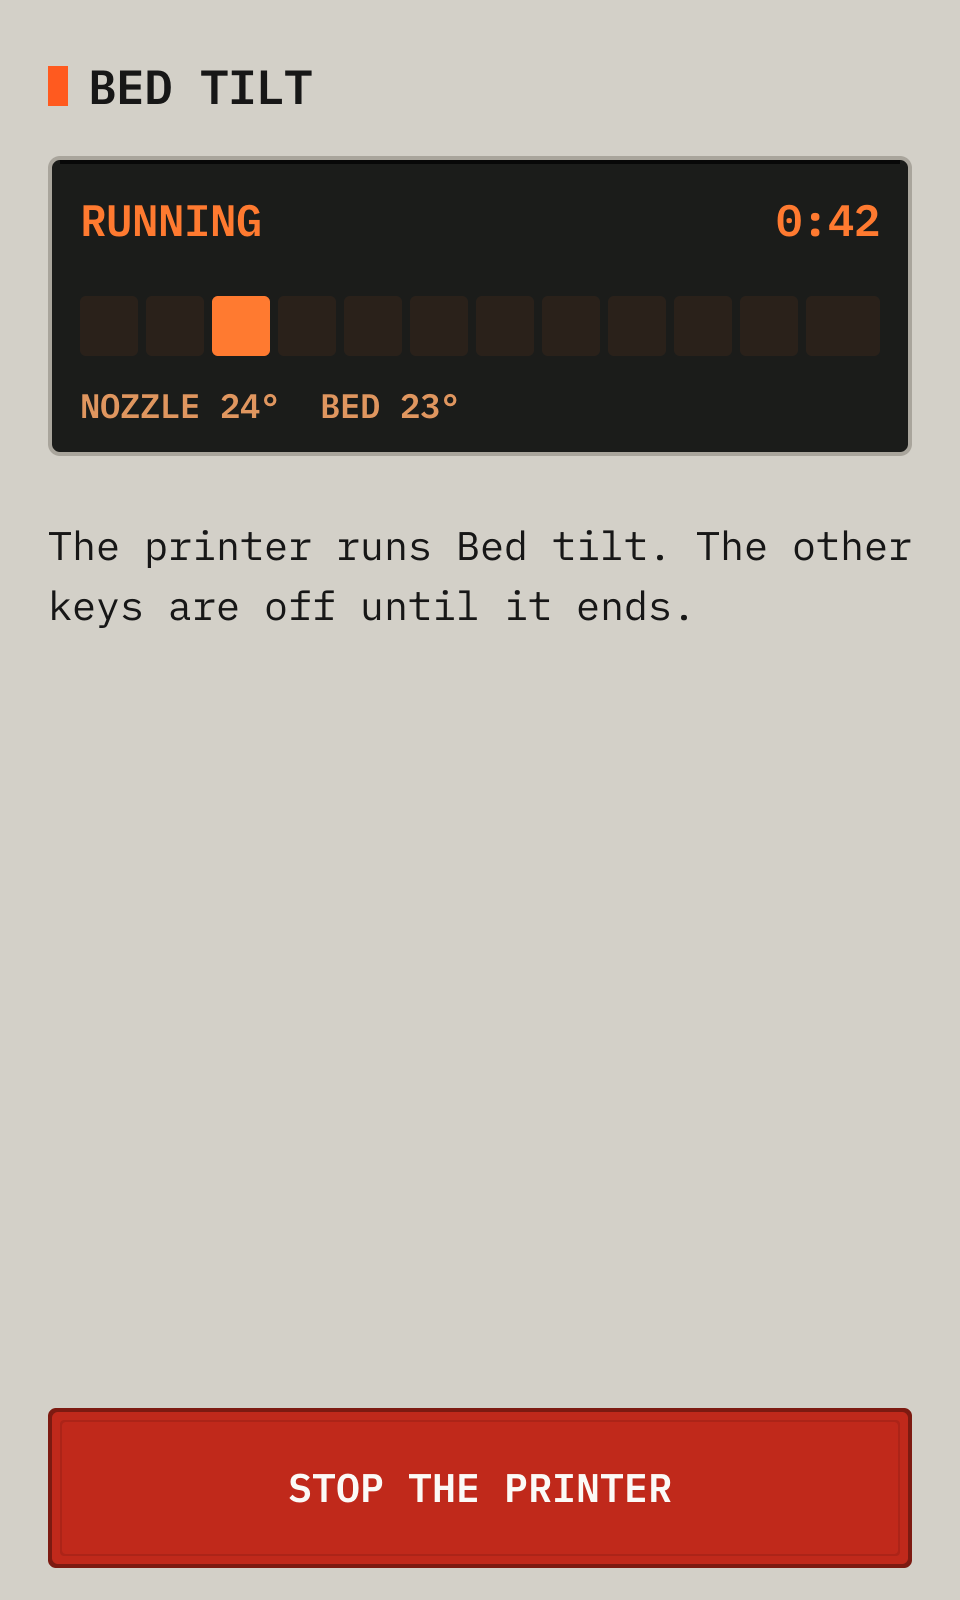 BED TILT
RUNNING 0:42
NOZZLE 24° BED 23°
The printer runs Bed tilt. The other
keys are off until it ends.
STOP THE PRINTER